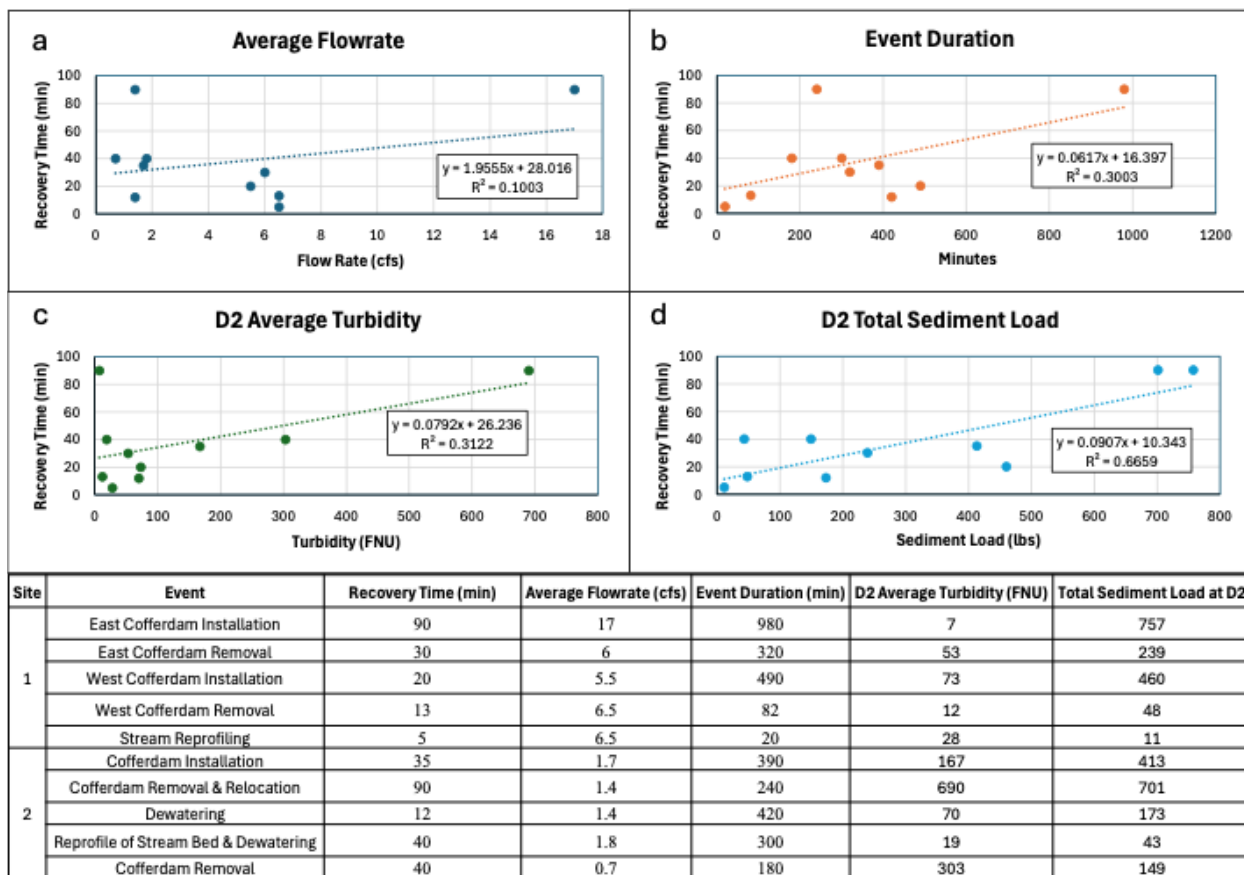 a
Average Flowrate
Recovery Time (min)
100
80
60
40
20
0
y = 1.9555x + 28.016
R² = 0.1003
0 2 4 6 8 10 12 14 16 18
Flow Rate (cfs)
b
Event Duration
Recovery Time (min)
100
80
60
40
20
0
y = 0.0617x + 16.397
R² = 0.3003
0 200 400 600 800 1000 1200
Minutes
c
D2 Average Turbidity
Recovery Time (min)
100
80
60
40
20
0
y = 0.0792x + 26.236
R² = 0.3122
0 100 200 300 400 500 600 700 800
Turbidity (FNU)
d
D2 Total Sediment Load
Recovery Time (min)
100
80
60
40
20
0
y = 0.0907x + 10.343
R² = 0.6659
0 100 200 300 400 500 600 700 800
Sediment Load (lbs)
Site Event Recovery Time (min) Average Flowrate (cfs) Event Duration (min) D2 Average Turbidity (FNU) Total Sediment Load at D2
1
East Cofferdam Installation 90 17 980 7 757
East Cofferdam Removal 30 6 320 53 239
West Cofferdam Installation 20 5.5 490 73 460
West Cofferdam Removal 13 6.5 82 12 48
Stream Reprofiling 5 6.5 20 28 11
2
Cofferdam Installation 35 1.7 390 167 413
Cofferdam Removal & Relocation 90 1.4 240 690 701
Dewatering 12 1.4 420 70 173
Reprofile of Stream Bed & Dewatering 40 1.8 300 19 43
Cofferdam Removal 40 0.7 180 303 149